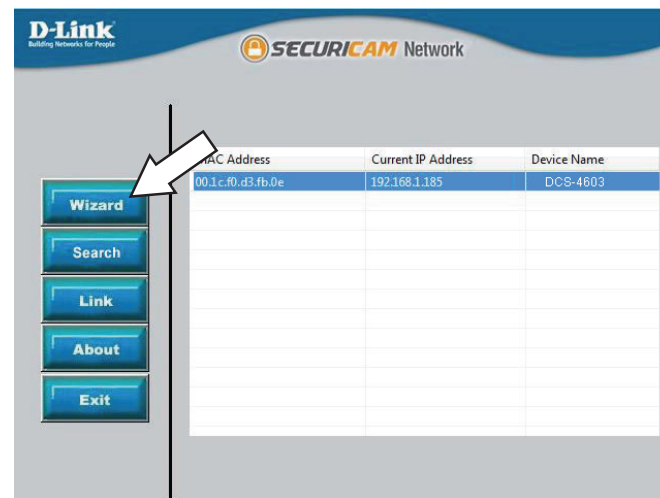 D-Link
Building Networks for People
SECURICAM Network
MAC Address Current IP Address Device Name
00.1c.f0.d3.fb.0e 192.168.1.185 DCS-4603
Wizard
Search
Link
About
Exit